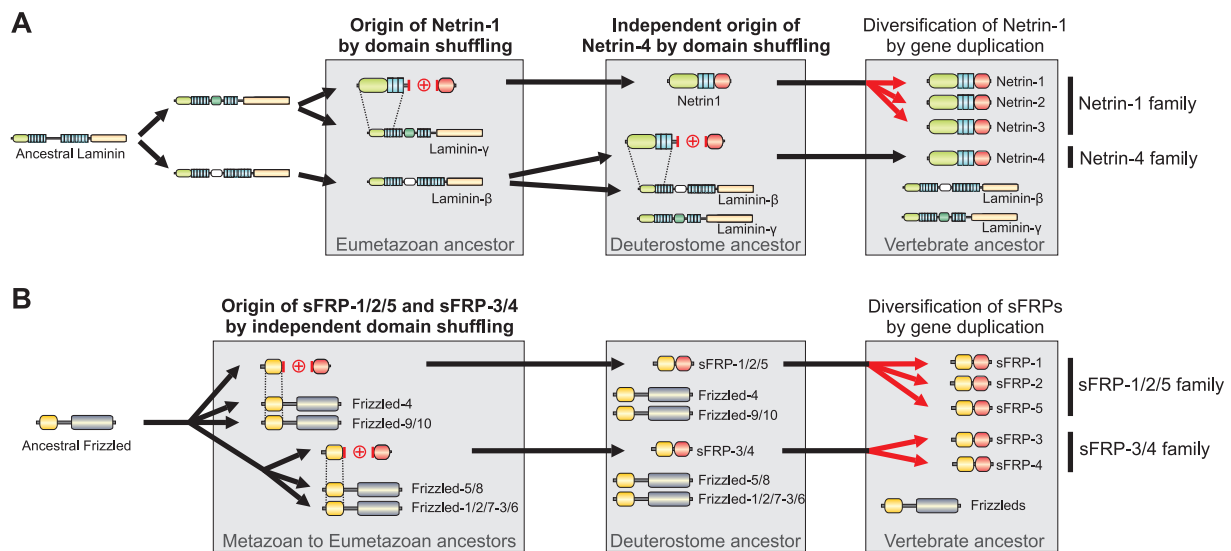 A
Origin of Netrin-1
by domain shuffling
Independent origin of
Netrin-4 by domain shuffling
Diversification of Netrin-1
by gene duplication
Ancestral Laminin
Laminin-γ
Laminin-β
Eumetazoan ancestor
Netrin1
Laminin-β
Laminin-γ
Deuterostome ancestor
Netrin-1
Netrin-2
Netrin-3
Netrin-4
Laminin-β
Laminin-γ
Vertebrate ancestor
Netrin-1 family
Netrin-4 family
B
Origin of sFRP-1/2/5 and sFRP-3/4
by independent domain shuffling
Diversification of sFRPs
by gene duplication
Ancestral Frizzled
Frizzled-4
Frizzled-9/10
Frizzled-5/8
Frizzled-1/2/7-3/6
Metazoan to Eumetazoan ancestors
sFRP-1/2/5
Frizzled-4
Frizzled-9/10
sFRP-3/4
Frizzled-5/8
Frizzled-1/2/7-3/6
Deuterostome ancestor
sFRP-1
sFRP-2
sFRP-5
sFRP-3
sFRP-4
Frizzleds
Vertebrate ancestor
sFRP-1/2/5 family
sFRP-3/4 family